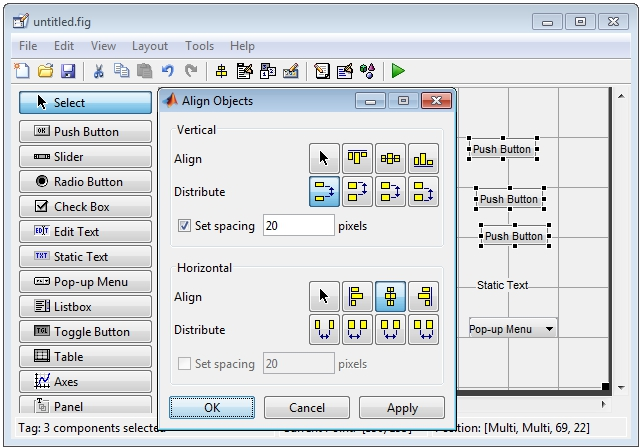 untitled.fig
File Edit View Layout Tools Help
Select
Push Button
Slider
Radio Button
Check Box
Edit Text
Static Text
Pop-up Menu
Listbox
Toggle Button
Table
Axes
Panel
Align Objects
Vertical
Align
Distribute
Set spacing 20 pixels
Horizontal
Align
Distribute
Set spacing 20 pixels
OK Cancel Apply
Push Button
Push Button
Push Button
Static Text
Pop-up Menu
Tag: 3 components selected
Position: [Multi, Multi, 69, 22]